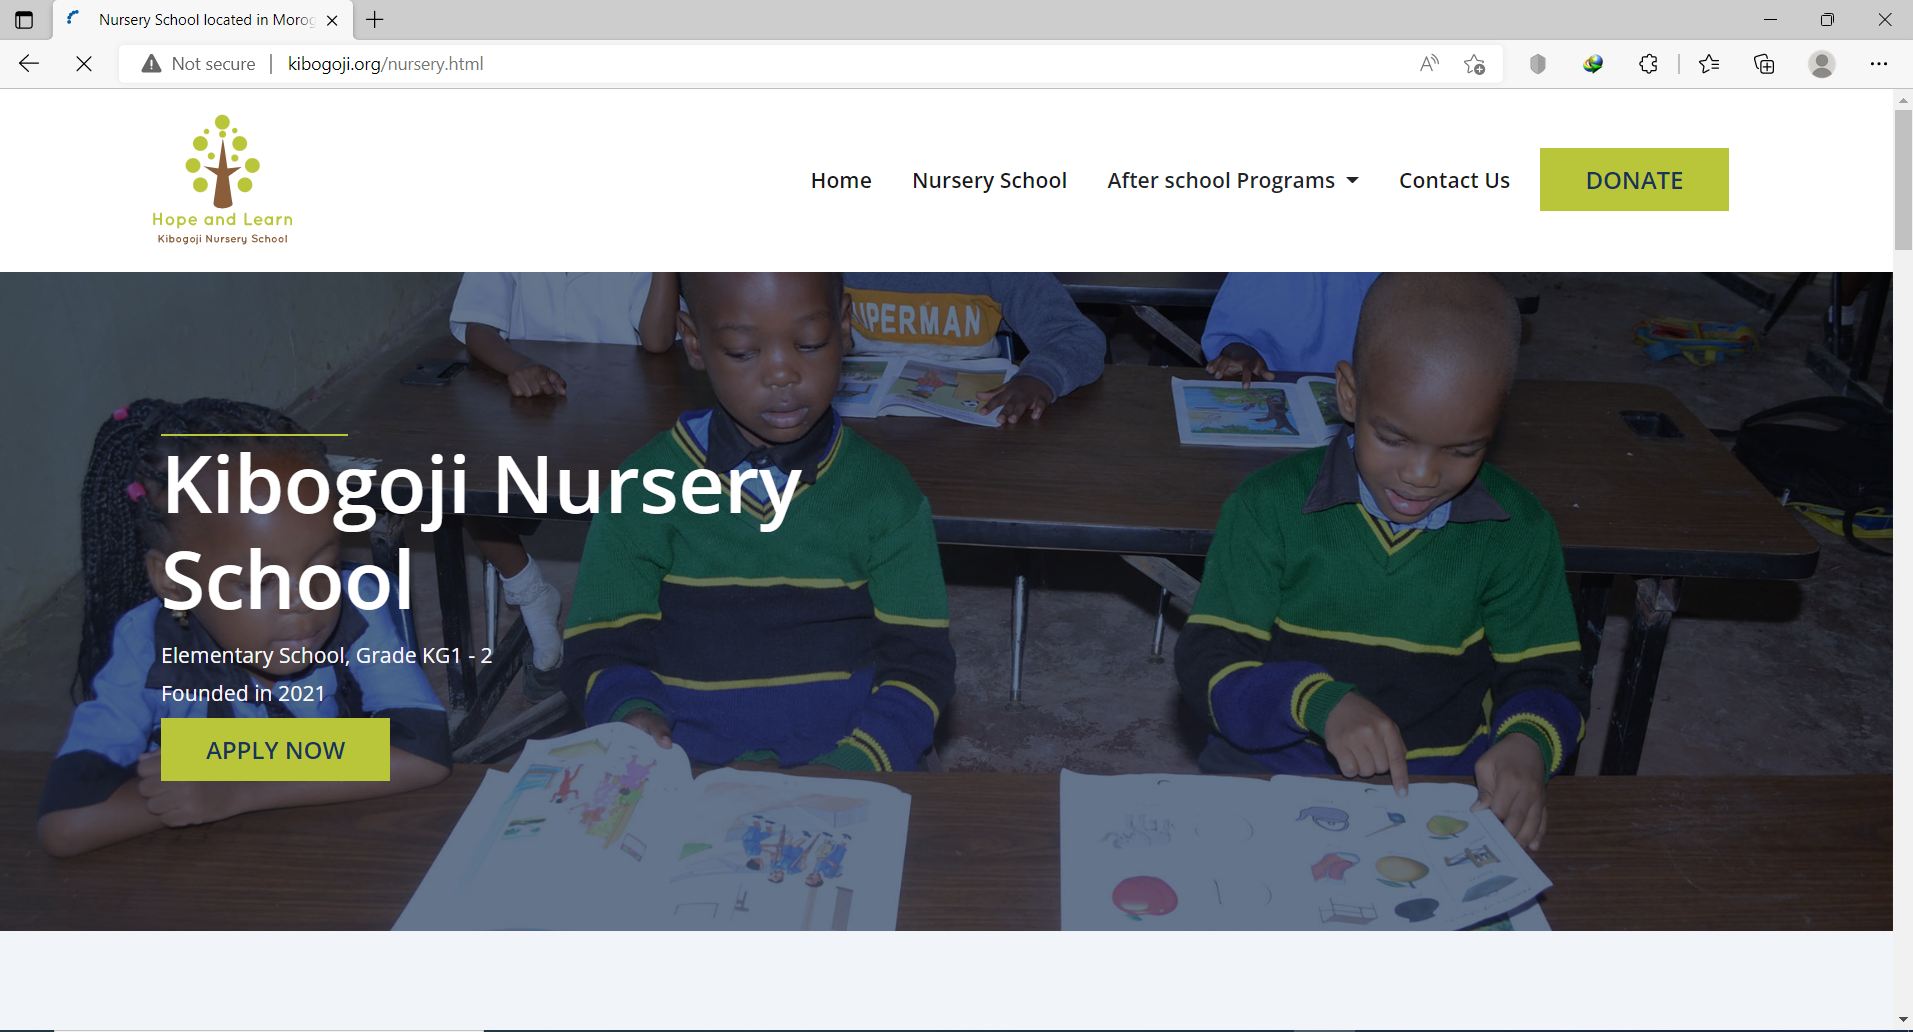 Nursery School located in Morog
Not secure
kibogoji.org/nursery.html
Hope and Learn
Kibogoji Nursery School
Home
Nursery School
After school Programs
Contact Us
DONATE
UPERMAN
Kibogoji Nursery
School
Elementary School, Grade KG1 - 2
Founded in 2021
APPLY NOW